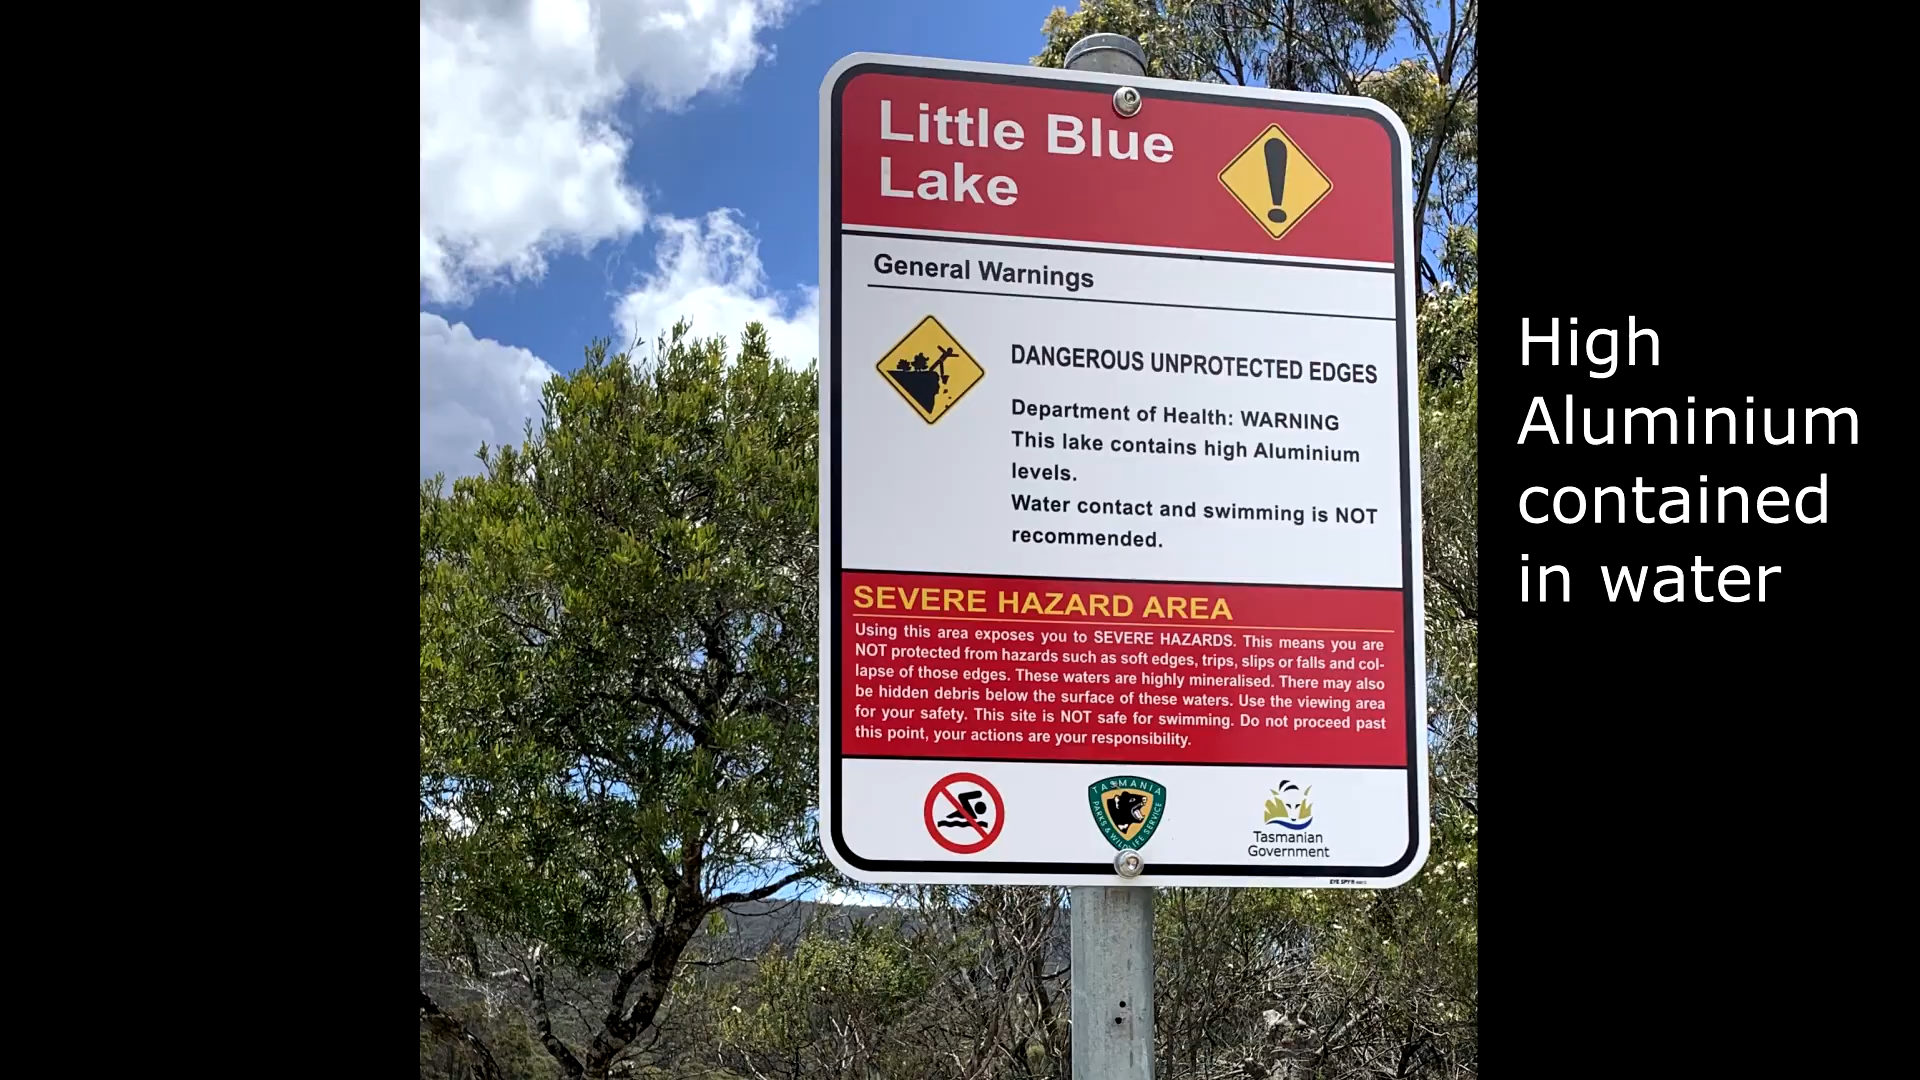 Little Blue
Lake
General Warnings
DANGEROUS UNPROTECTED EDGES
Department of Health: WARNING
This lake contains high Aluminium
levels.
Water contact and swimming is NOT
recommended.
SEVERE HAZARD AREA
Using this area exposes you to SEVERE HAZARDS. This means you are
NOT protected from hazards such as soft edges, trips, slips or falls and col-
lapse of those edges. These waters are highly mineralised. There may also
be hidden debris below the surface of these waters. Use the viewing area
for your safety. This site is NOT safe for swimming. Do not proceed past
this point, your actions are your responsibility.
TASMANIA
PARKS & WILDLIFE SERVICE
Tasmanian
Government
EYE SPY
High
Aluminium
contained
in water